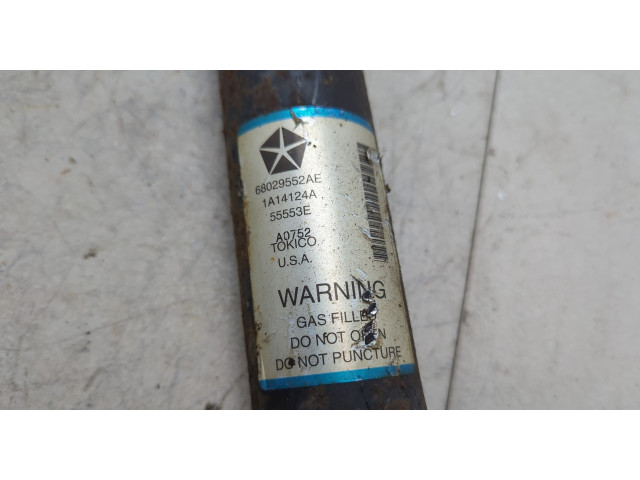 68029552AE
1A14124A
55553E
A0752
TOKICO
U.S.A.
WARNING
GAS FILLED
DO NOT OPEN
DO NOT PUNCTURE